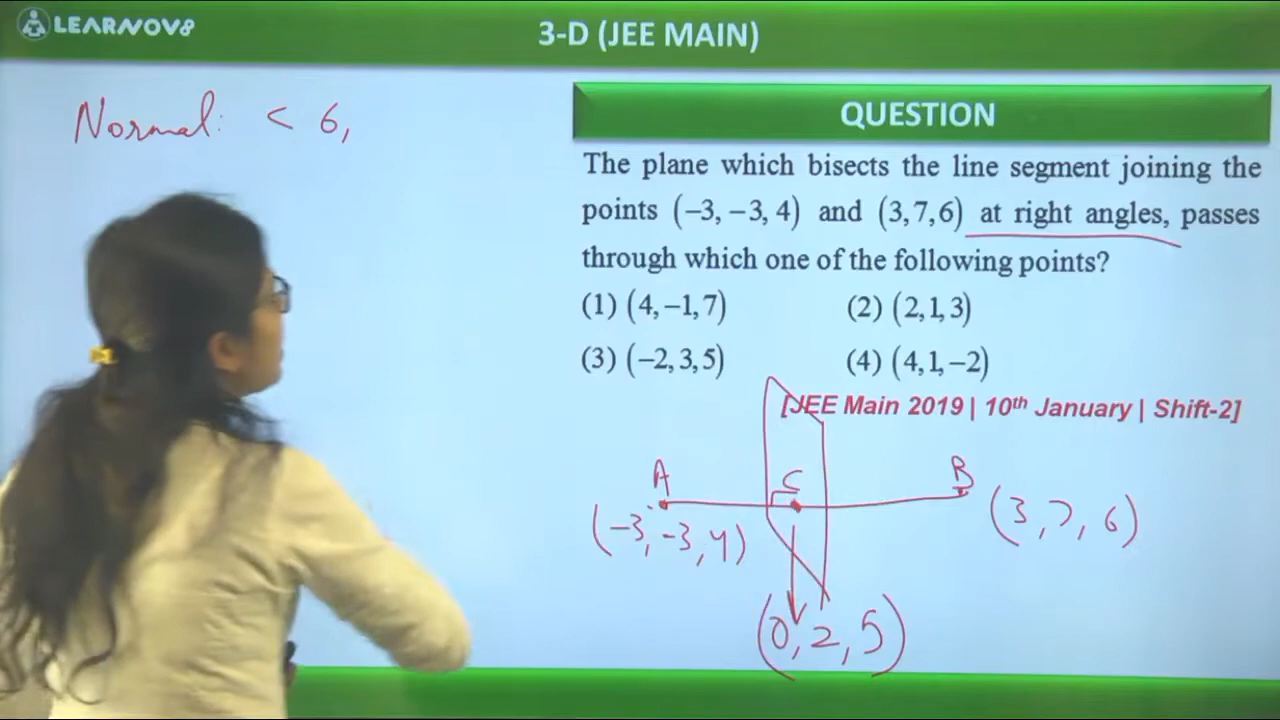 LEARNOV8
3-D (JEE MAIN)
Normal: < 6,
QUESTION
The plane which bisects the line segment joining the
points (−3, −3, 4) and (3, 7, 6) at right angles, passes
through which one of the following points?
(1) (4, −1, 7) (2) (2, 1, 3)
(3) (−2, 3, 5) (4) (4, 1, −2)
[JEE Main 2019 | 10th January | Shift-2]
A C B
(-3, -3, 4) (3, 7, 6)
(0, 2, 5)